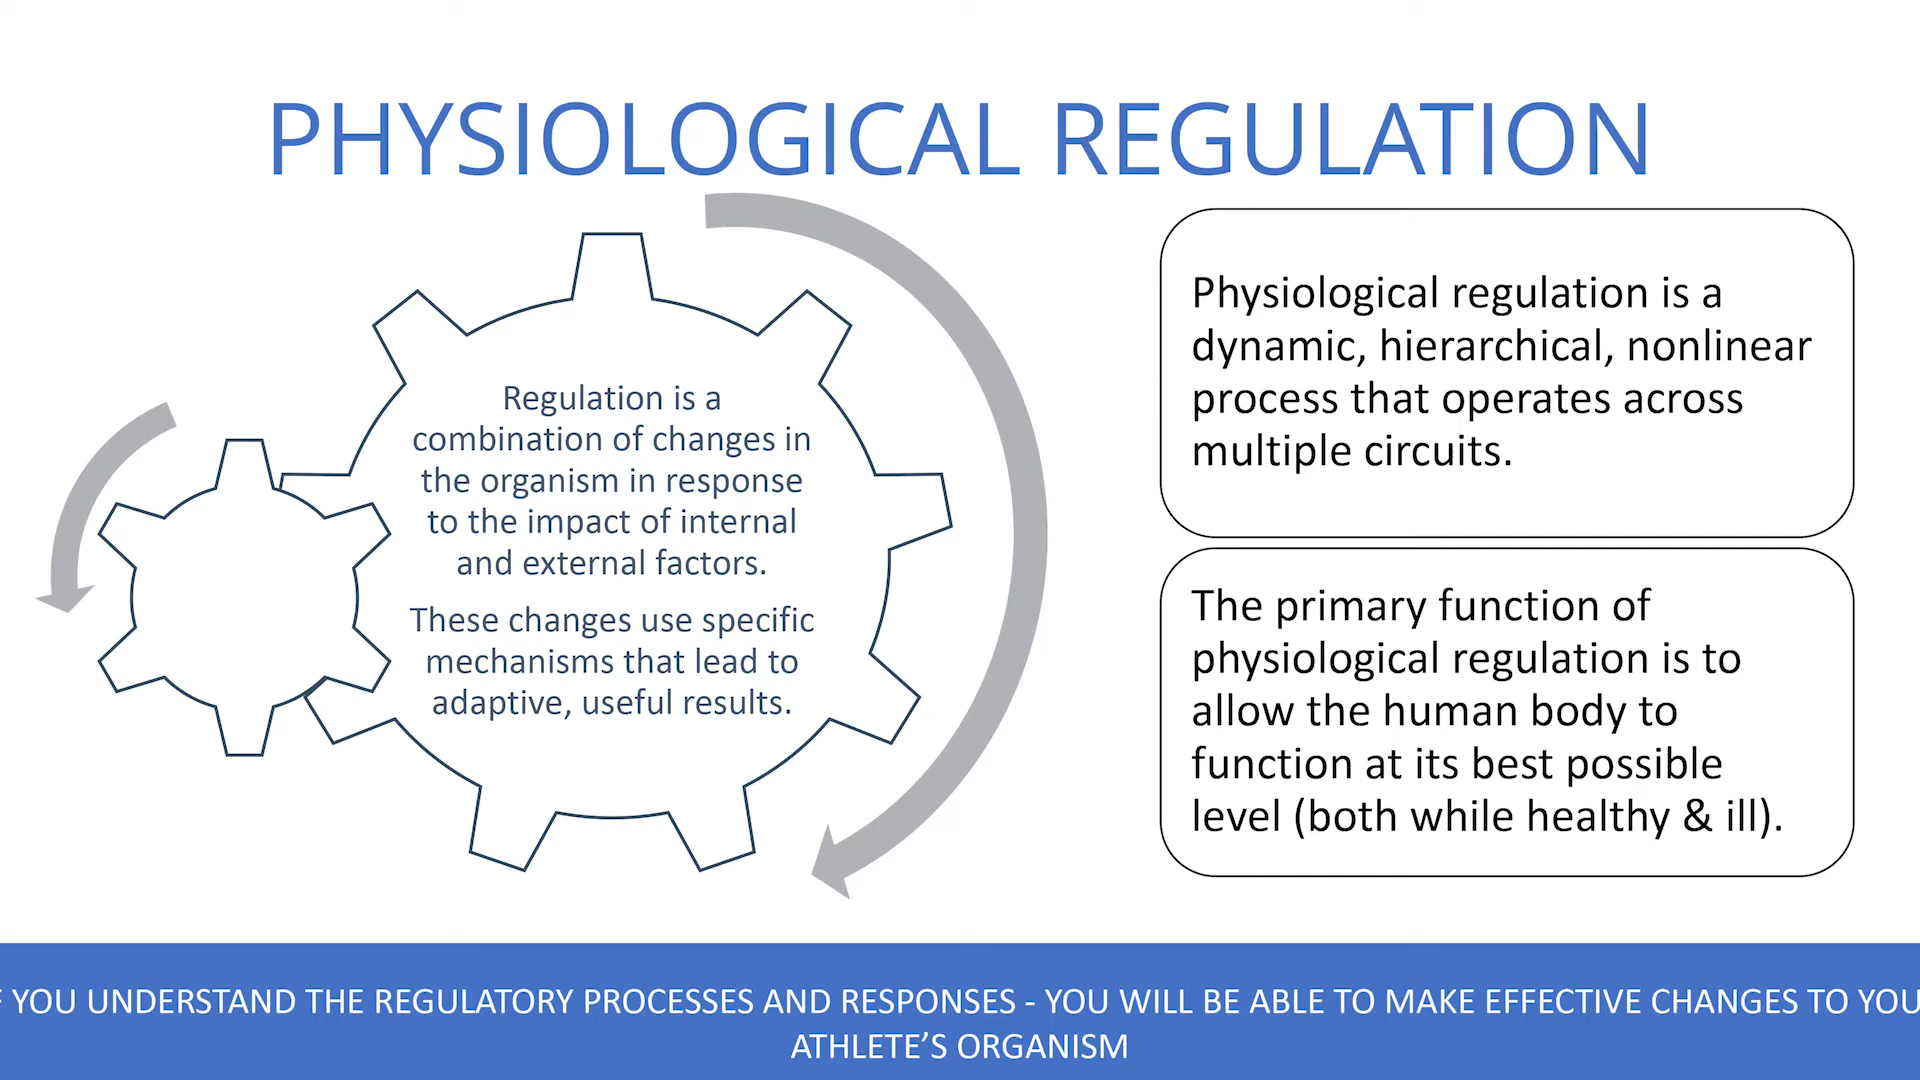 PHYSIOLOGICAL REGULATION
Regulation is a
combination of changes in
the organism in response
to the impact of internal
and external factors.
These changes use specific
mechanisms that lead to
adaptive, useful results.
Physiological regulation is a
dynamic, hierarchical, nonlinear
process that operates across
multiple circuits.
The primary function of
physiological regulation is to
allow the human body to
function at its best possible
level (both while healthy & ill).
F YOU UNDERSTAND THE REGULATORY PROCESSES AND RESPONSES - YOU WILL BE ABLE TO MAKE EFFECTIVE CHANGES TO YOU
ATHLETE’S ORGANISM